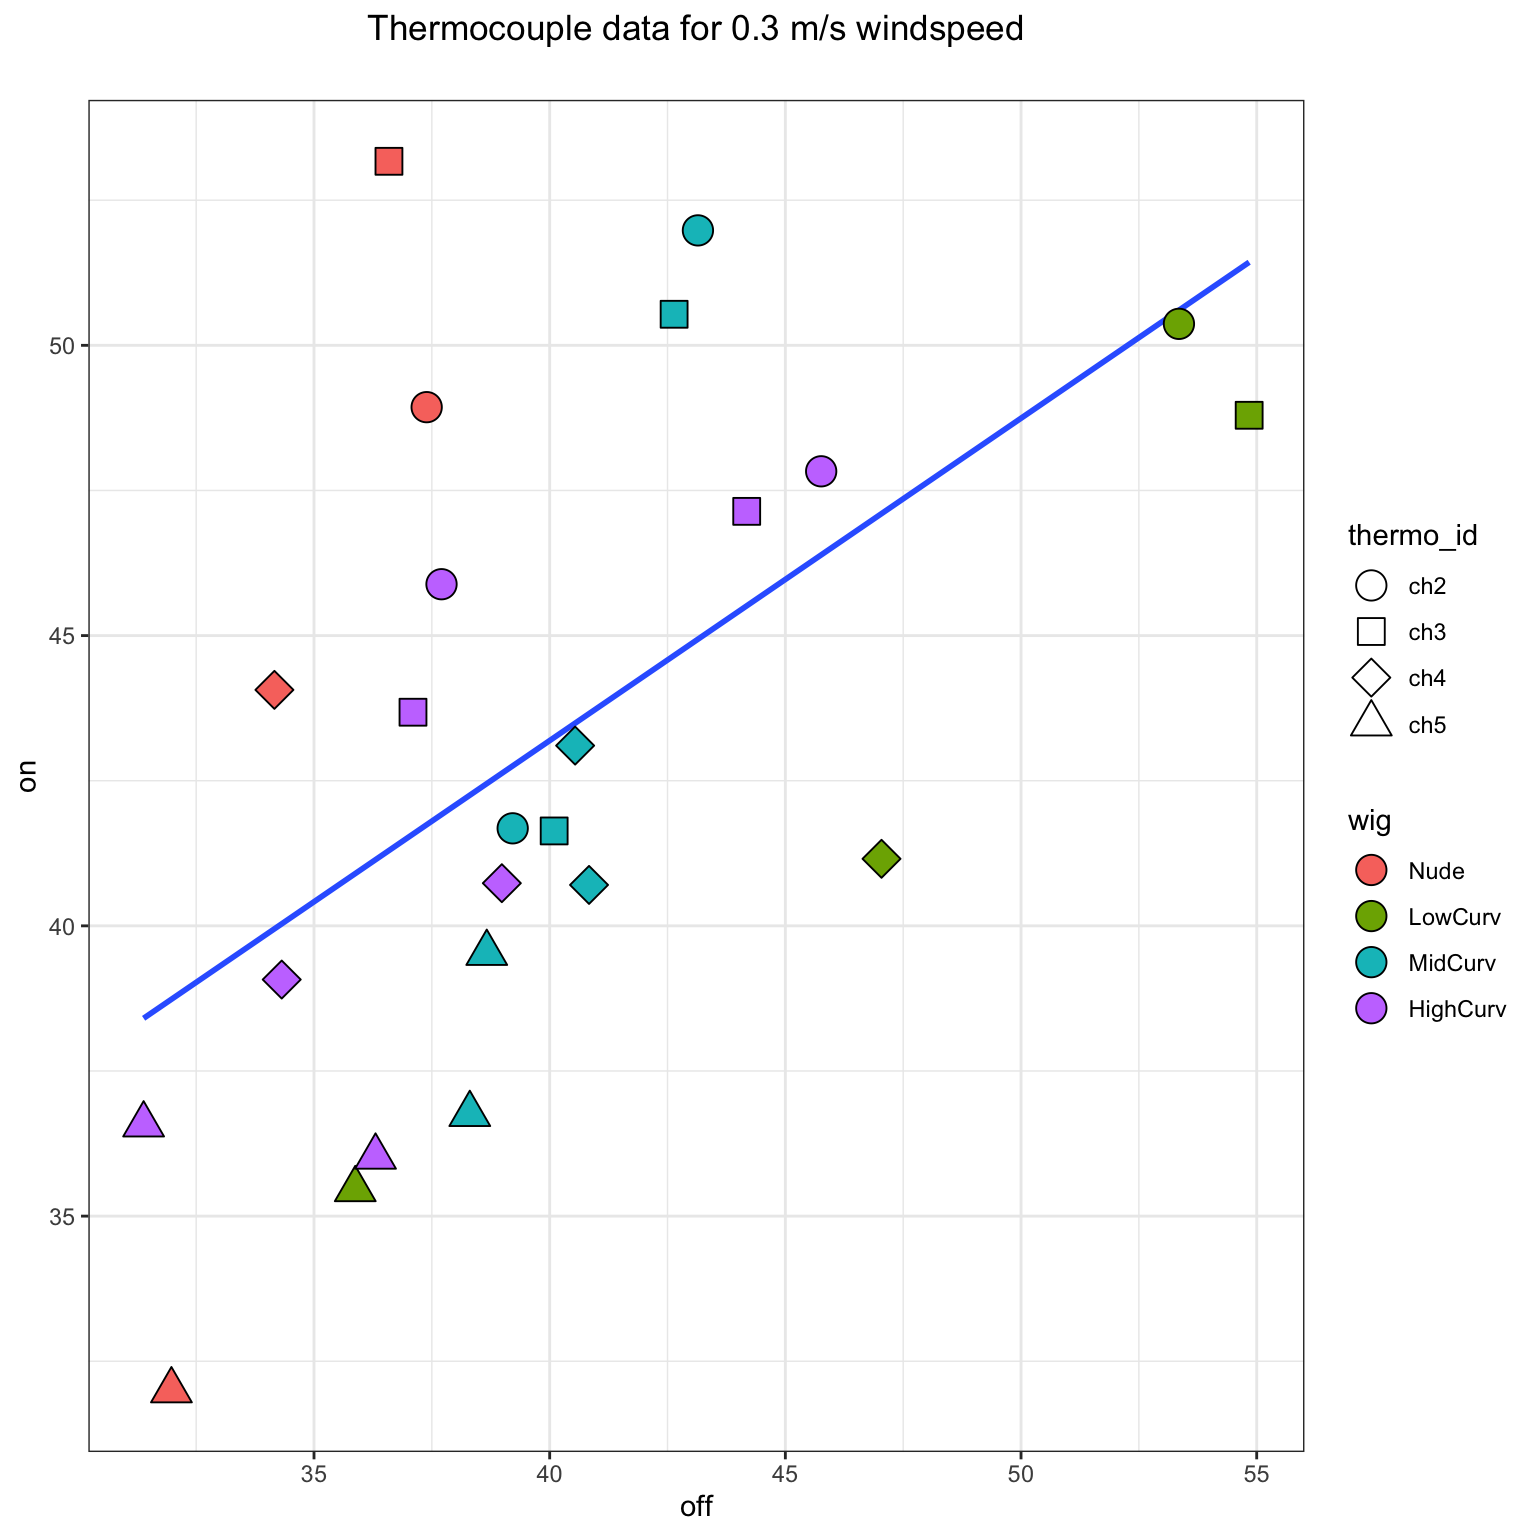 Thermocouple data for 0.3 m/s windspeed
on
50
45
40
35
35 40 45 50 55
off
thermo_id
ch2
ch3
ch4
ch5
wig
Nude
LowCurv
MidCurv
HighCurv